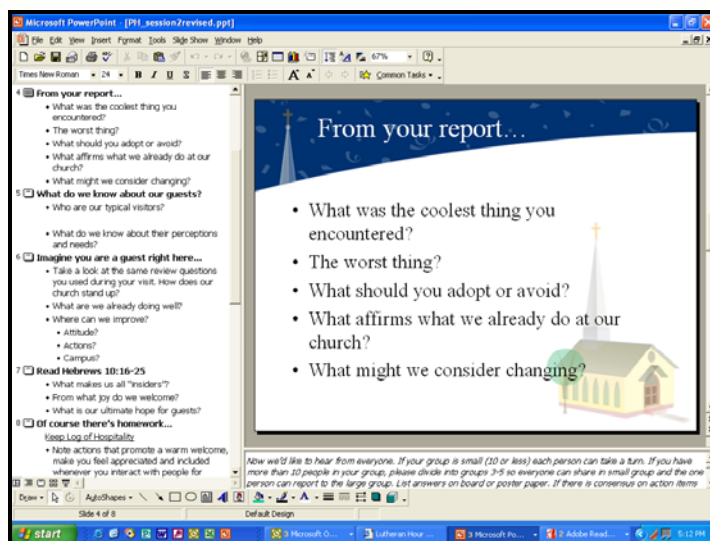 Microsoft PowerPoint - [PH_session2revised.ppt]
File Edit View Insert Format Tools Slide Show Window Help
67%
Times New Roman 24 B I U S A A Common Tasks
4 From your report...
• What was the coolest thing you
encountered?
• The worst thing?
• What should you adopt or avoid?
• What affirms what we already do at our
church?
• What might we consider changing?
5 What do we know about our guests?
• Who are our typical visitors?
• What do we know about their perceptions
and needs?
6 Imagine you are a guest right here...
• Take a look at the same review questions
you used during your visit. How does our
church stand up?
• What are we already doing well?
• Where can we improve?
• Attitude?
• Actions?
• Campus?
7 Read Hebrews 10:16-25
• What makes us all "insiders"?
• From what joy do we welcome?
• What is our ultimate hope for guests?
8 Of course there's homework...
Keep Log of Hospitality
• Note actions that promote a warm welcome,
make you feel appreciated and included
whenever you interact with people for
From your report...
• What was the coolest thing you
encountered?
• The worst thing?
• What should you adopt or avoid?
• What affirms what we already do at our
church?
• What might we consider changing?
Now we'd like to hear from everyone. If your group is small (10 or less) each person can take a turn. If you have
more than 10 people in your group, please divide into groups 3-5 so everyone can share in small group and the one
person can report to the large group. List answers on board or poster paper. If there is consensus on action items
Draw AutoShapes
Slide 4 of 8 Default Design
start 3 Microsoft O... Lutheran Hour ... 3 Microsoft Po... 2 Adobe Read... 5:12 PM